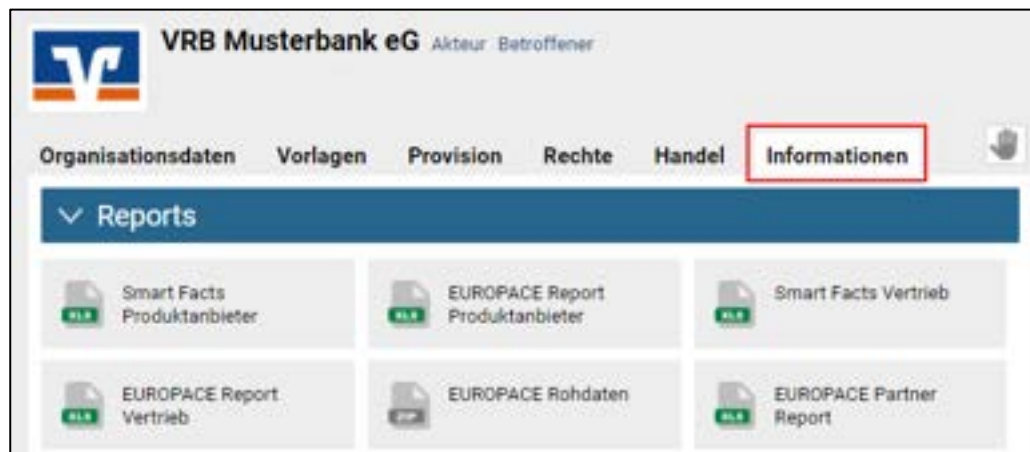 VRB Musterbank eG Akteur Betroffener
Organisationsdaten Vorlagen Provision Rechte Handel Informationen
Reports
Smart Facts
Produktanbieter
EUROPACE Report
Produktanbieter
Smart Facts Vertrieb
EUROPACE Report
Vertrieb
EUROPACE Rohdaten
EUROPACE Partner
Report